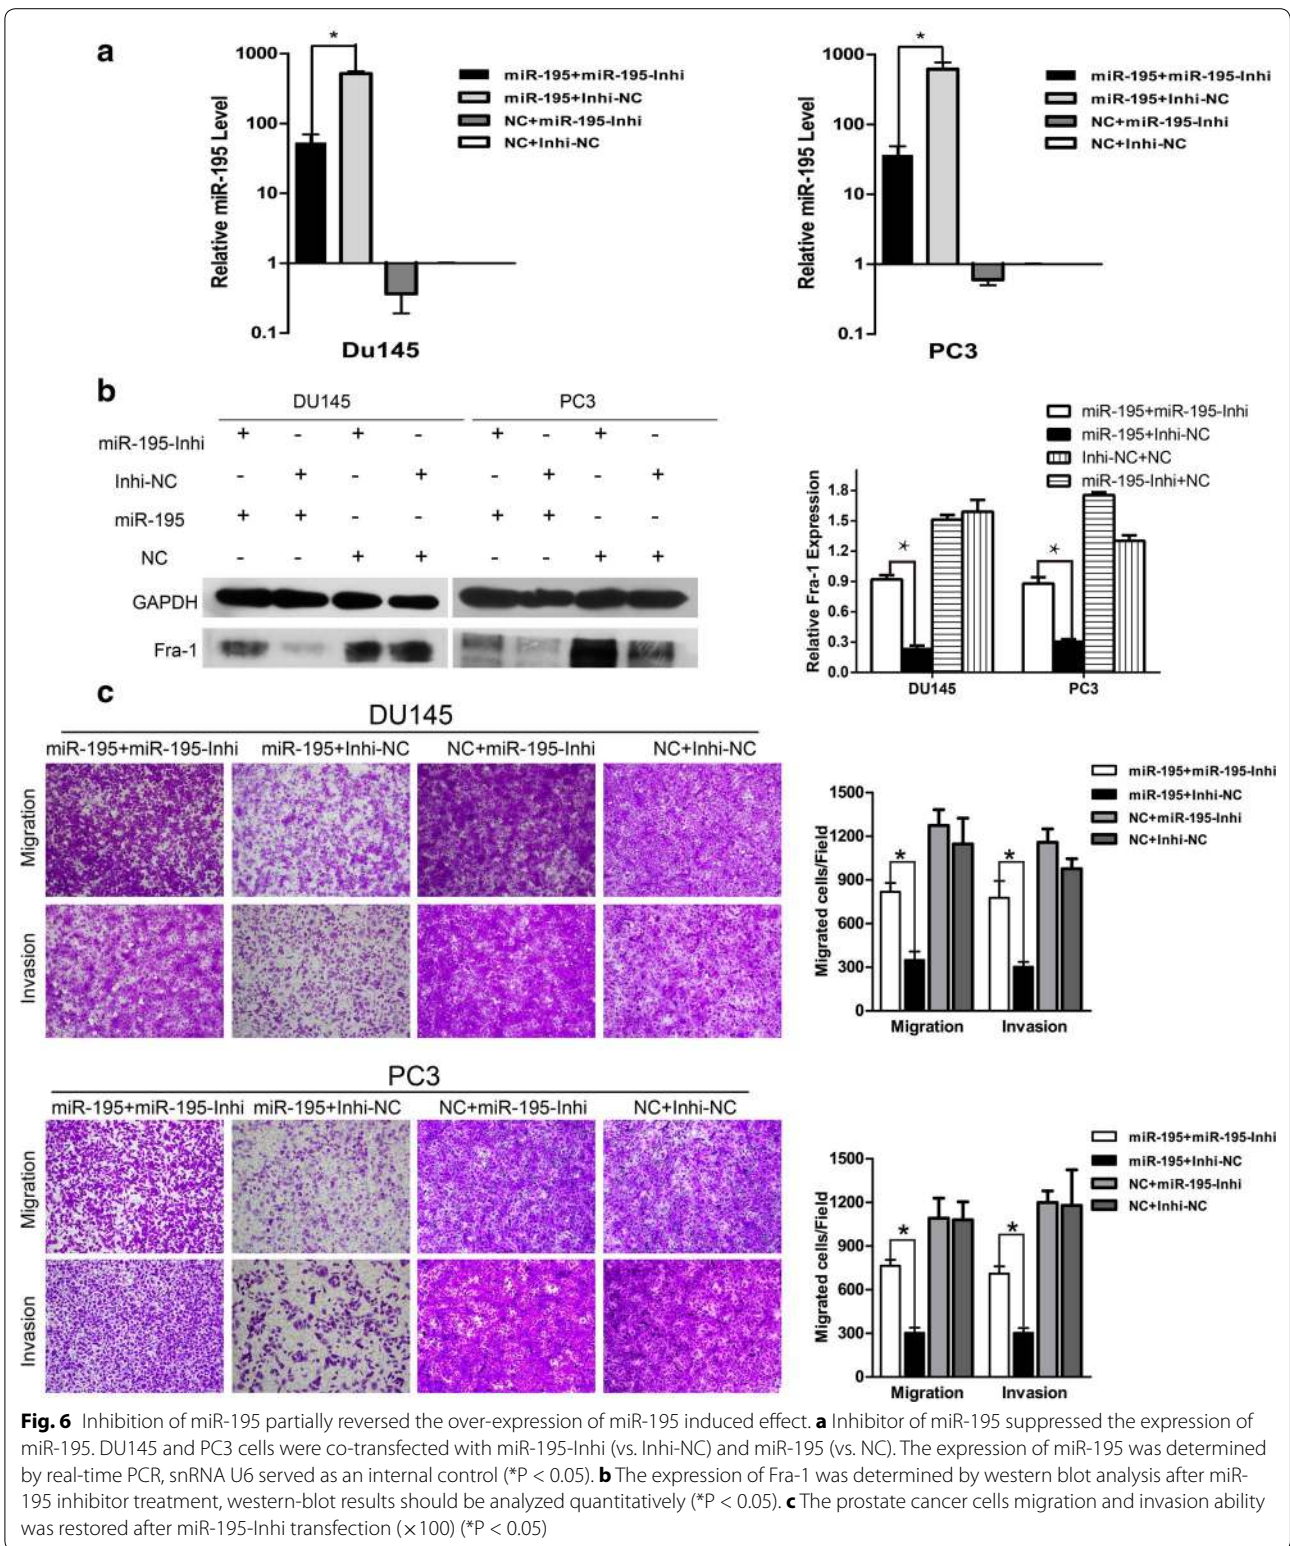 a
*
1000
100
10
1
0.1
Relative miR-195 Level
Du145
miR-195+miR-195-Inhi
miR-195+Inhi-NC
NC+miR-195-Inhi
NC+Inhi-NC
*
1000
100
10
1
0.1
Relative miR-195 Level
PC3
miR-195+miR-195-Inhi
miR-195+Inhi-NC
NC+miR-195-Inhi
NC+Inhi-NC
b
DU145 PC3
miR-195-Inhi + - + - + - + -
Inhi-NC - + - + - + - +
miR-195 + + - - + + - -
NC - - + + - - + +
GAPDH
Fra-1
miR-195+miR-195-Inhi
miR-195+Inhi-NC
Inhi-NC+NC
miR-195-Inhi+NC
Relative Fra-1 Expression
1.8
1.5
1.2
0.9
0.6
0.3
0.0
* *
DU145 PC3
c
DU145
miR-195+miR-195-Inhi miR-195+Inhi-NC NC+miR-195-Inhi NC+Inhi-NC
Migration
Invasion
miR-195+miR-195-Inhi
miR-195+Inhi-NC
NC+miR-195-Inhi
NC+Inhi-NC
Migrated cells/Field
1500
1200
900
600
300
0
* *
Migration Invasion
PC3
miR-195+miR-195-Inhi miR-195+Inhi-NC NC+miR-195-Inhi NC+Inhi-NC
Migration
Invasion
miR-195+miR-195-Inhi
miR-195+Inhi-NC
NC+miR-195-Inhi
NC+Inhi-NC
Migrated cells/Field
1500
1200
900
600
300
0
* *
Migration Invasion
Fig. 6 Inhibition of miR-195 partially reversed the over-expression of miR-195 induced effect. a Inhibitor of miR-195 suppressed the expression of
miR-195. DU145 and PC3 cells were co-transfected with miR-195-Inhi (vs. Inhi-NC) and miR-195 (vs. NC). The expression of miR-195 was determined
by real-time PCR, snRNA U6 served as an internal control (*P < 0.05). b The expression of Fra-1 was determined by western blot analysis after miR-
195 inhibitor treatment, western-blot results should be analyzed quantitatively (*P < 0.05). c The prostate cancer cells migration and invasion ability
was restored after miR-195-Inhi transfection (×100) (*P < 0.05)